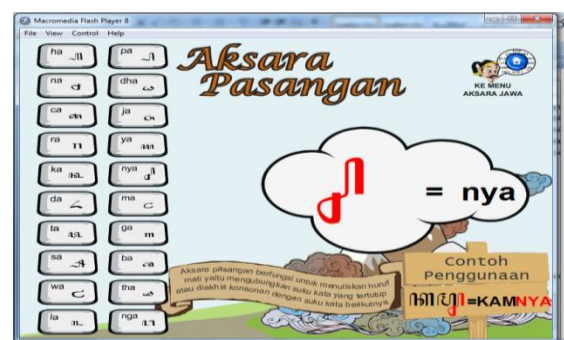 Macromedia Flash Player 8
File View Control Help
Aksara
Pasangan
KE MENU
AKSARA JAWA
ha ꧀ꦲ
pa ꧀ꦥ
na ꧀ꦤ
dha ꧀ꦝ
ca ꧀ꦕ
ja ꧀ꦗ
ra ꧀ꦫ
ya ꧀ꦪ
ka ꧀ꦏ
nya ꧀ꦚ
da ꧀ꦢ
ma ꧀ꦩ
ta ꧀ꦠ
ga ꧀ꦒ
sa ꧀ꦱ
ba ꧀ꦧ
wa ꧀ꦮ
tha ꧀ꦛ
la ꧀ꦭ
nga ꧀ꦔ
꧀ꦚ = nya
Aksara pasangan berfungsi untuk menuliskan huruf
mati yaitu mengubungkan suku kata yang tertutup
atau diakhiri konsonan dengan suku kata berikutnya.
Contoh
Penggunaan
ꦏꦩ꧀ꦚ=KAMNYA